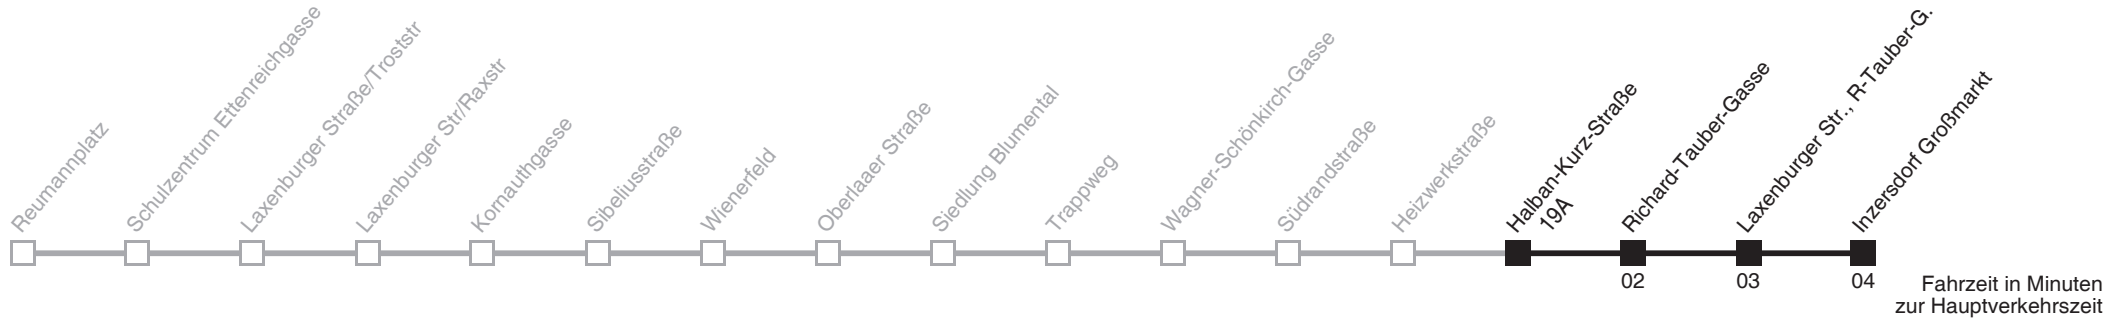 Reumannplatz
Schulzentrum Ettenreichgasse
Laxenburger Straße/Troststr
Laxenburger Str/Raxstr
Kornauthgasse
Sibeliusstraße
Wienerfeld
Oberlaaer Straße
Siedlung Blumental
Trappweg
Wagner-Schönkirch-Gasse
Südrandstraße
Heizwerkstraße
Halban-Kurz-Straße
19A
Richard-Tauber-Gasse
Laxenburger Str., R-Tauber-G.
Inzersdorf Großmarkt
02
03
04
Fahrzeit in Minuten
zur Hauptverkehrszeit